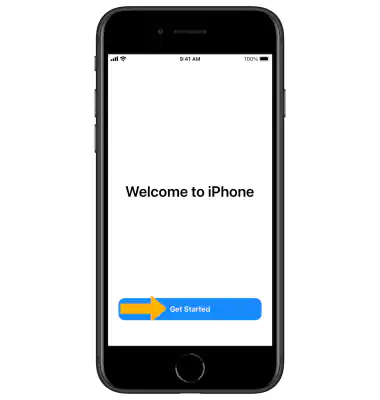 9:41 AM
100%
Welcome to iPhone
Get Started